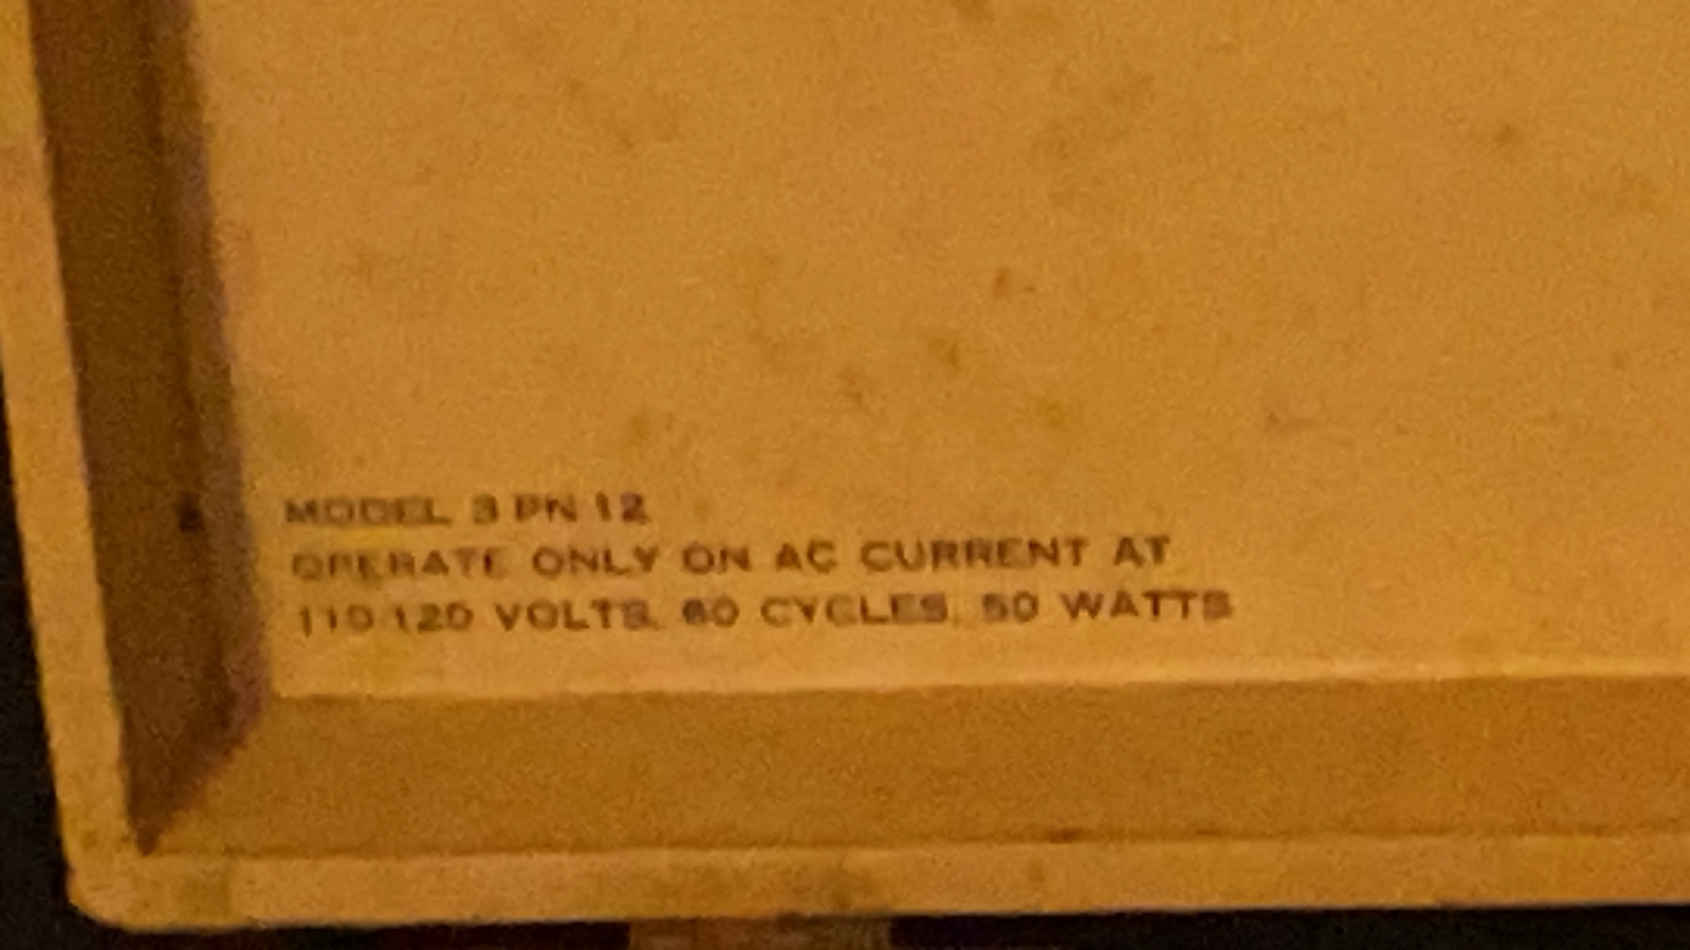 MODEL 3 PN 12
OPERATE ONLY ON AC CURRENT AT
110-120 VOLTS, 60 CYCLES, 50 WATTS